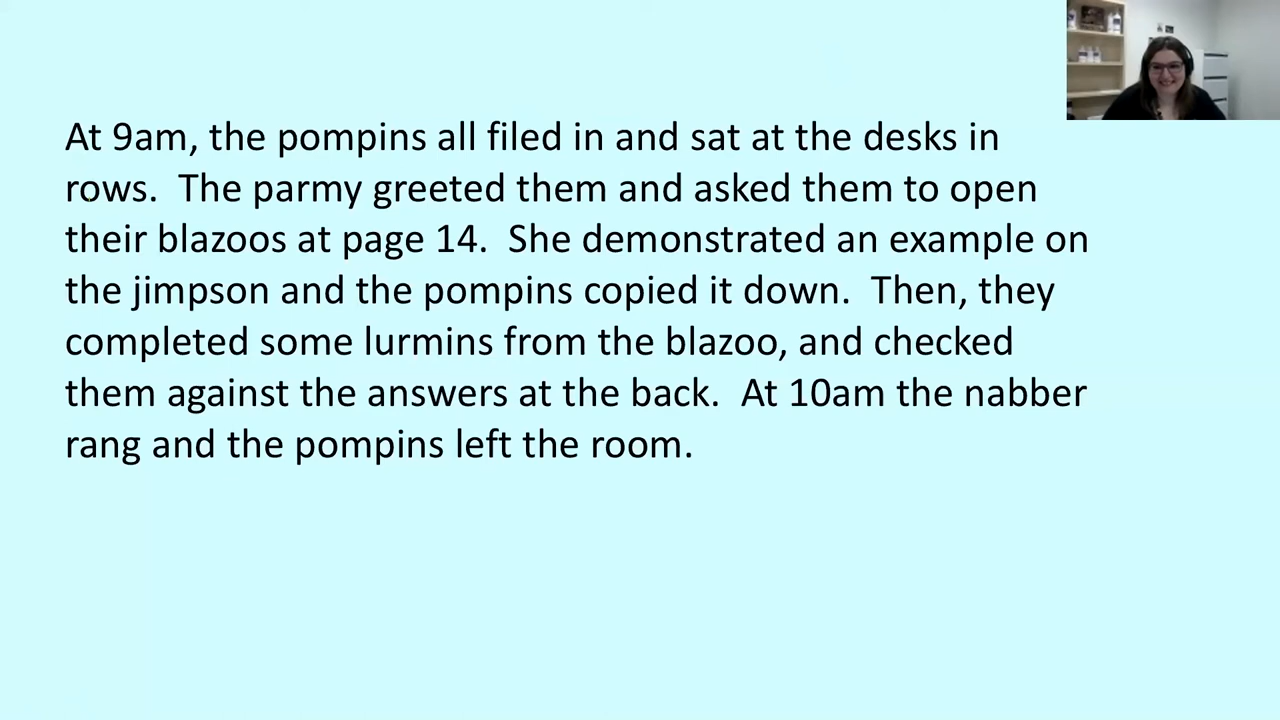 At 9am, the pompins all filed in and sat at the desks in
rows.  The parmy greeted them and asked them to open
their blazoos at page 14.  She demonstrated an example on
the jimpson and the pompins copied it down.  Then, they
completed some lurmins from the blazoo, and checked
them against the answers at the back.  At 10am the nabber
rang and the pompins left the room.